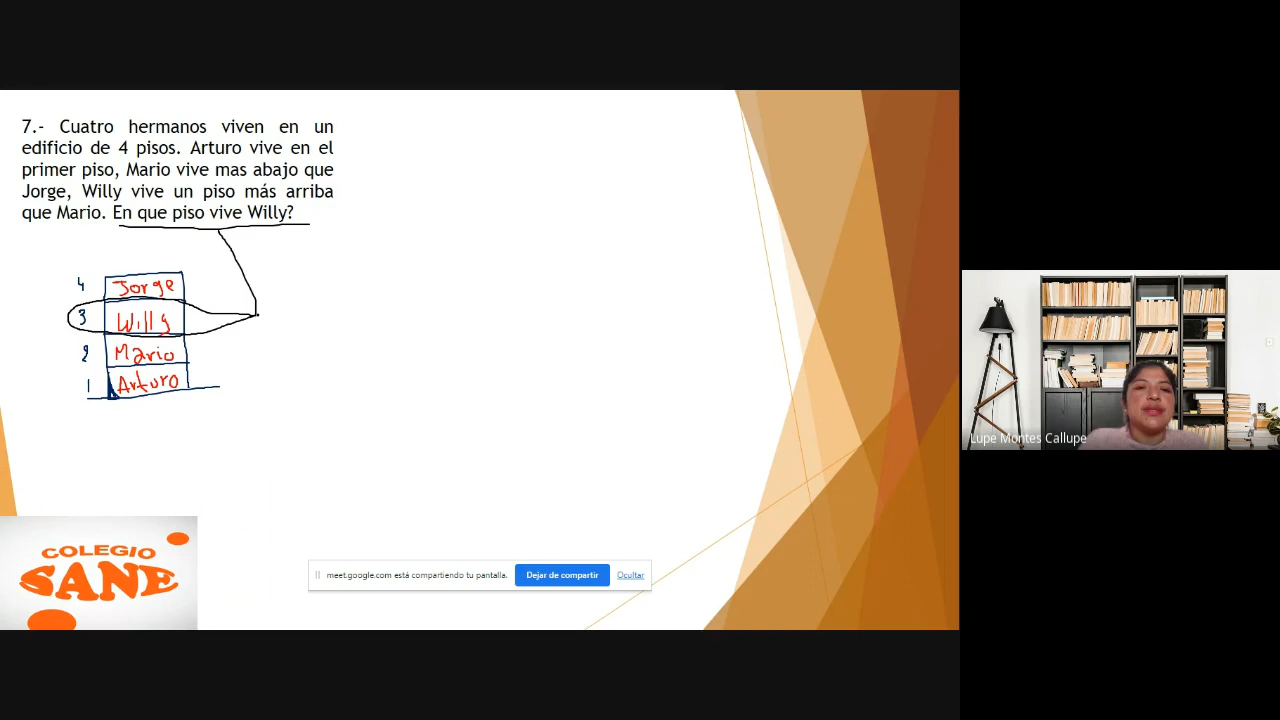 7.- Cuatro hermanos viven en un
edificio de 4 pisos. Arturo vive en el
primer piso, Mario vive mas abajo que
Jorge, Willy vive un piso más arriba
que Mario. En que piso vive Willy?
4 Jorge
3 Willy
2 Mario
1 Arturo
Lupe Montes Callupe
COLEGIO
SANE
meet.google.com está compartiendo tu pantalla. Dejar de compartir Ocultar